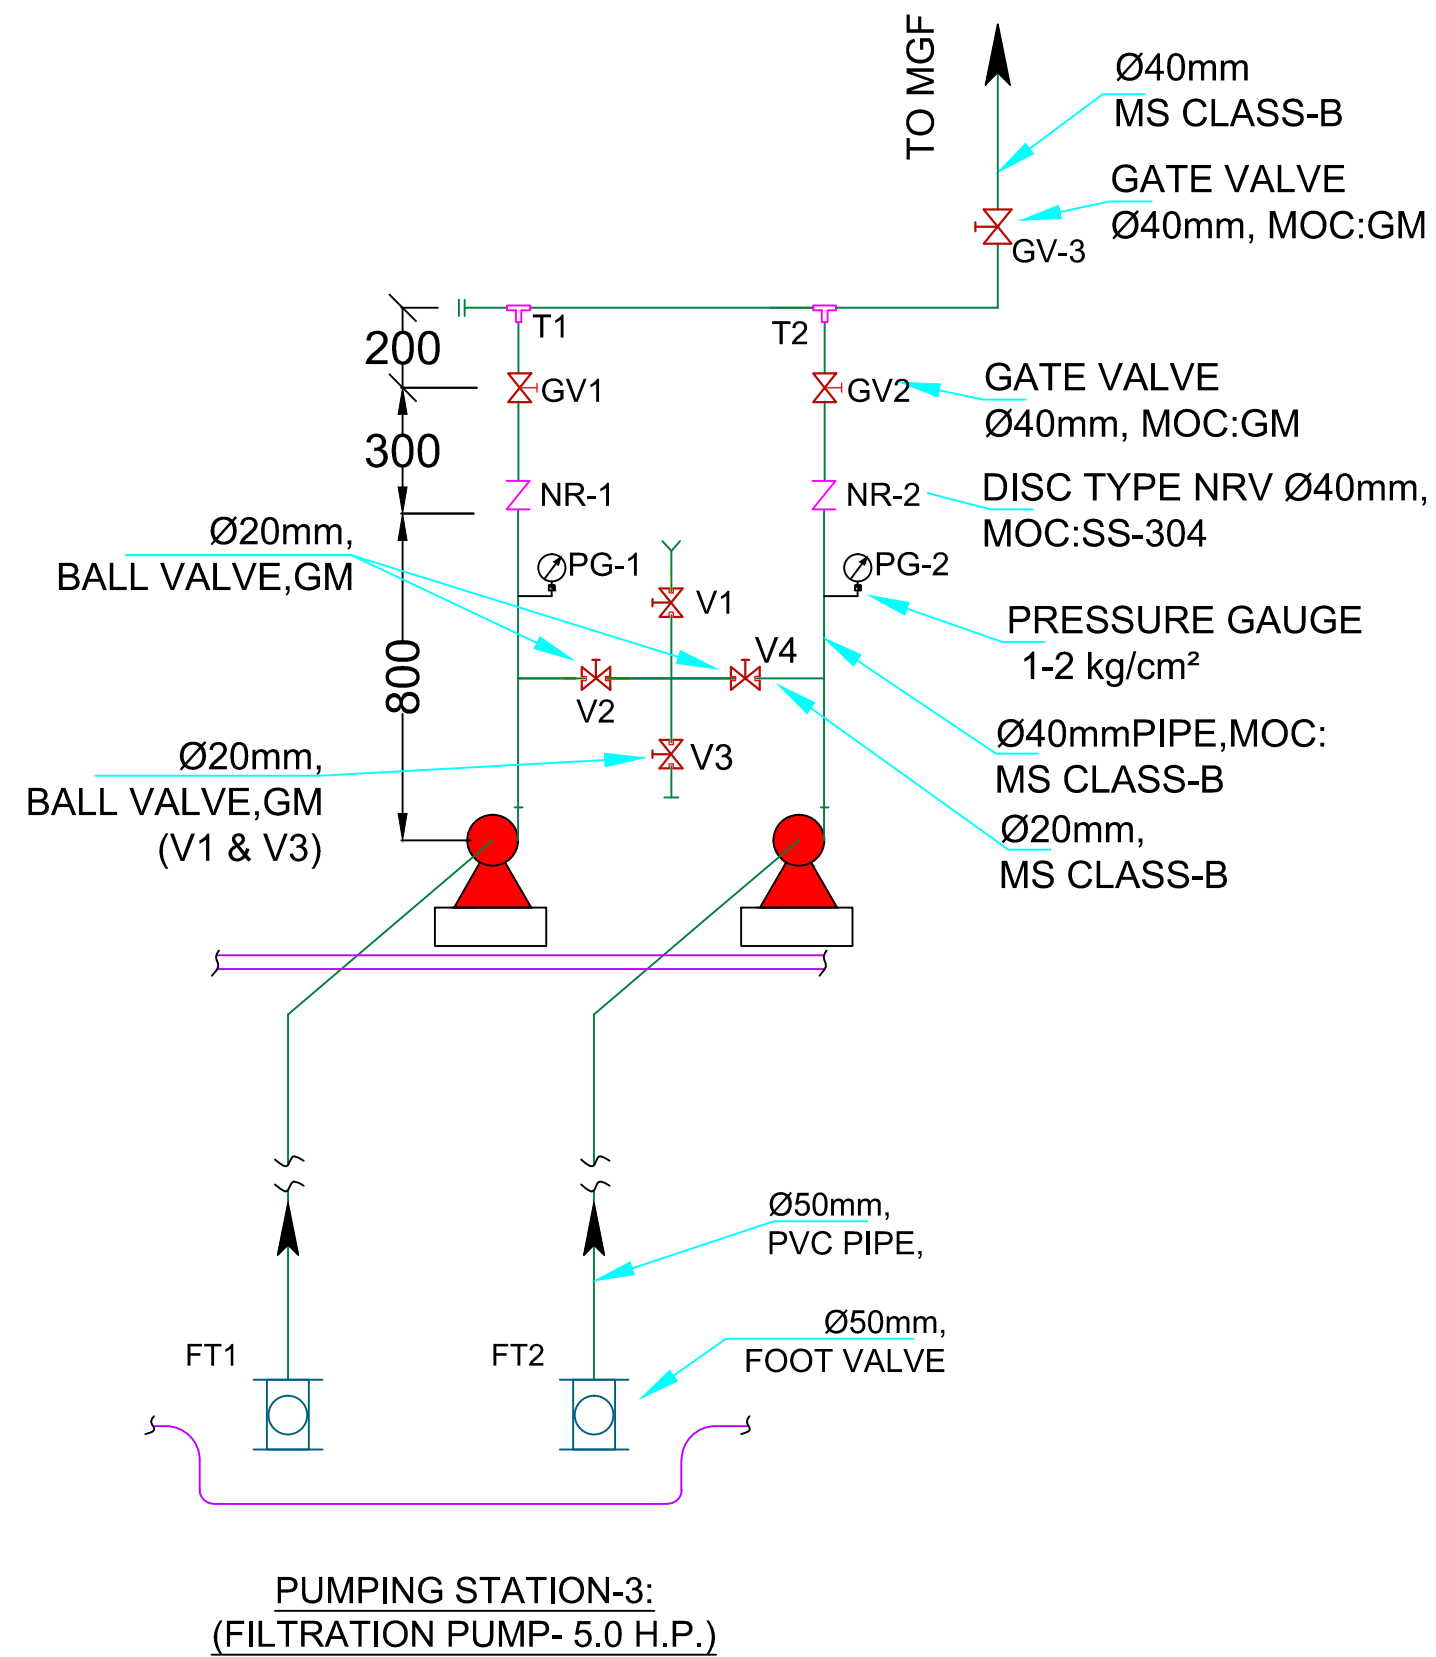 TO MGF
Ø40mm
MS CLASS-B
GATE VALVE
Ø40mm, MOC:GM
GV-3
T1
T2
200
GV1
GV2
GATE VALVE
Ø40mm, MOC:GM
300
NR-1
NR-2
DISC TYPE NRV Ø40mm,
MOC:SS-304
Ø20mm,
BALL VALVE,GM
PG-1
PG-2
V1
PRESSURE GAUGE
1-2 kg/cm²
800
V4
V2
Ø40mmPIPE,MOC:
MS CLASS-B
Ø20mm,
BALL VALVE,GM
(V1 & V3)
V3
Ø20mm,
MS CLASS-B
Ø50mm,
PVC PIPE,
Ø50mm,
FOOT VALVE
FT1
FT2
PUMPING STATION-3:
(FILTRATION PUMP- 5.0 H.P.)